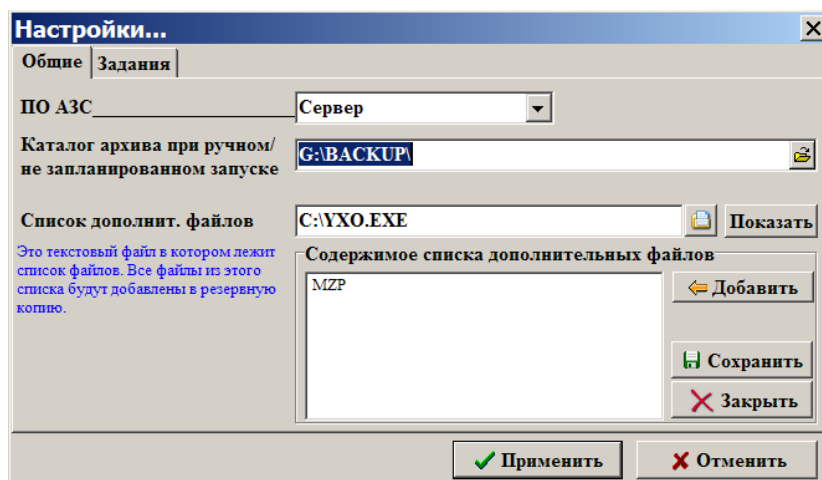 Настройки...
Общие Задания
ПО АЗС Сервер
Каталог архива при ручном/
не запланированном запуске
G:\BACKUP\
Список дополнит. файлов C:\YXO.EXE Показать
Это текстовый файл в котором лежит
список файлов. Все файлы из этого
списка будут добавлены в резервную
копию.
Содержимое списка дополнительных файлов
MZP
Добавить
Сохранить
Закрыть
Применить Отменить